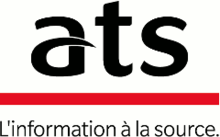 ats
L'information à la source.